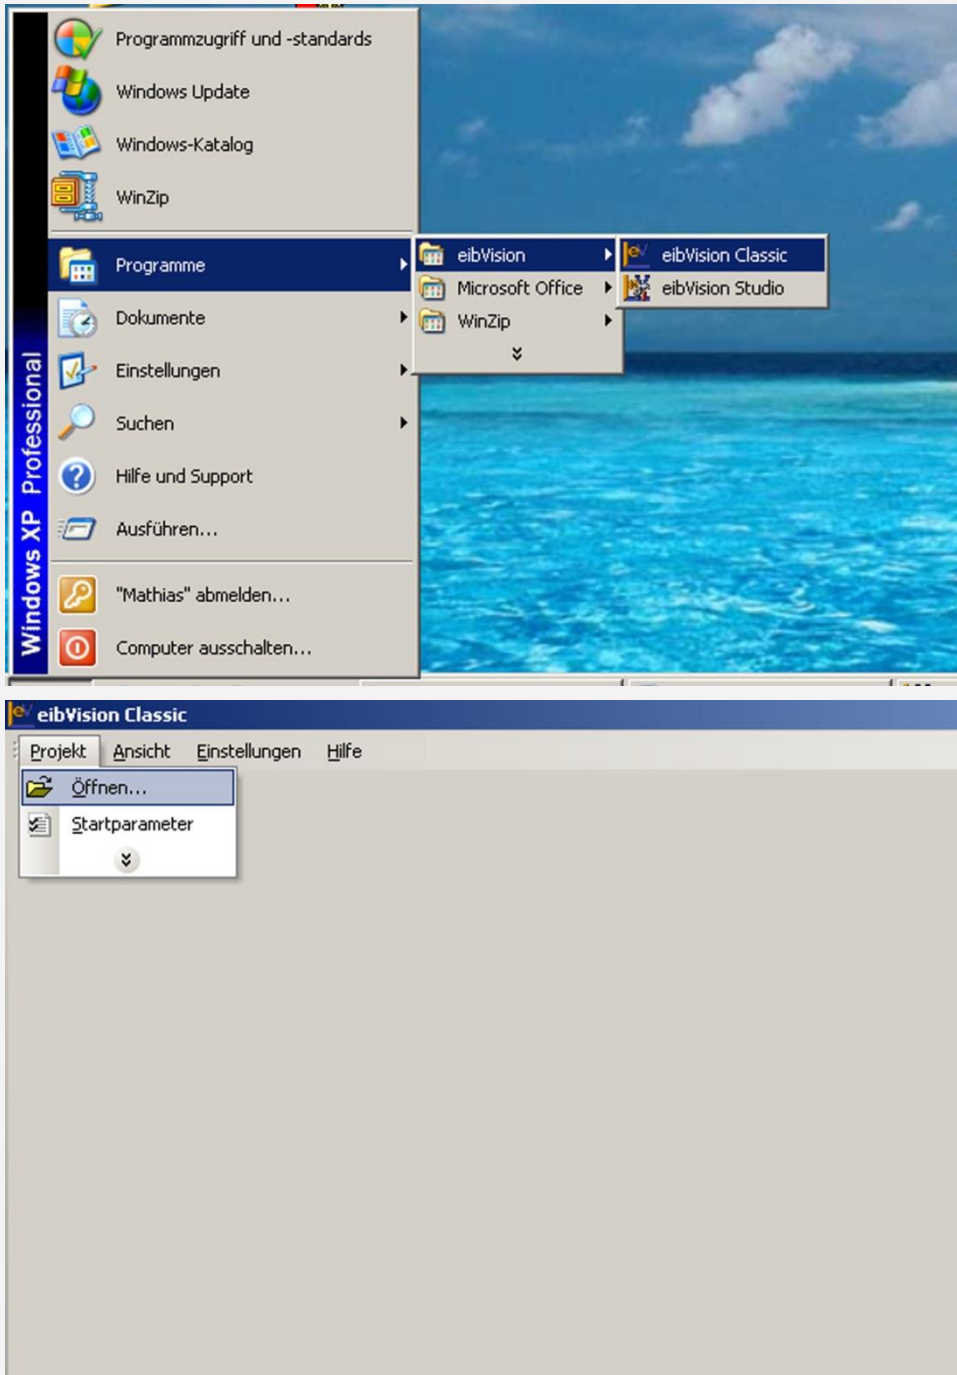 Programmzugriff und -standards
Windows Update
Windows-Katalog
WinZip
Programme
Dokumente
Einstellungen
Suchen
Hilfe und Support
Ausführen...
"Mathias" abmelden...
Computer ausschalten...
Windows XP Professional
eibVision
Microsoft Office
WinZip
eibVision Classic
eibVision Studio
eibVision Classic
Projekt Ansicht Einstellungen Hilfe
Öffnen...
Startparameter